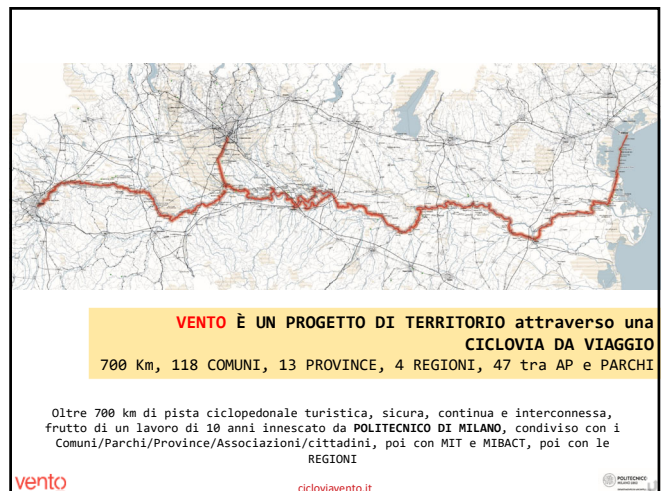 VENTO È UN PROGETTO DI TERRITORIO attraverso una
CICLOVIA DA VIAGGIO
700 Km, 118 COMUNI, 13 PROVINCE, 4 REGIONI, 47 tra AP e PARCHI
Oltre 700 km di pista ciclopedonale turistica, sicura, continua e interconnessa,
frutto di un lavoro di 10 anni innescato da POLITECNICO DI MILANO, condiviso con i
Comuni/Parchi/Province/Associazioni/cittadini, poi con MIT e MIBACT, poi con le
REGIONI
vento
cicloviavento.it
POLITECNICO